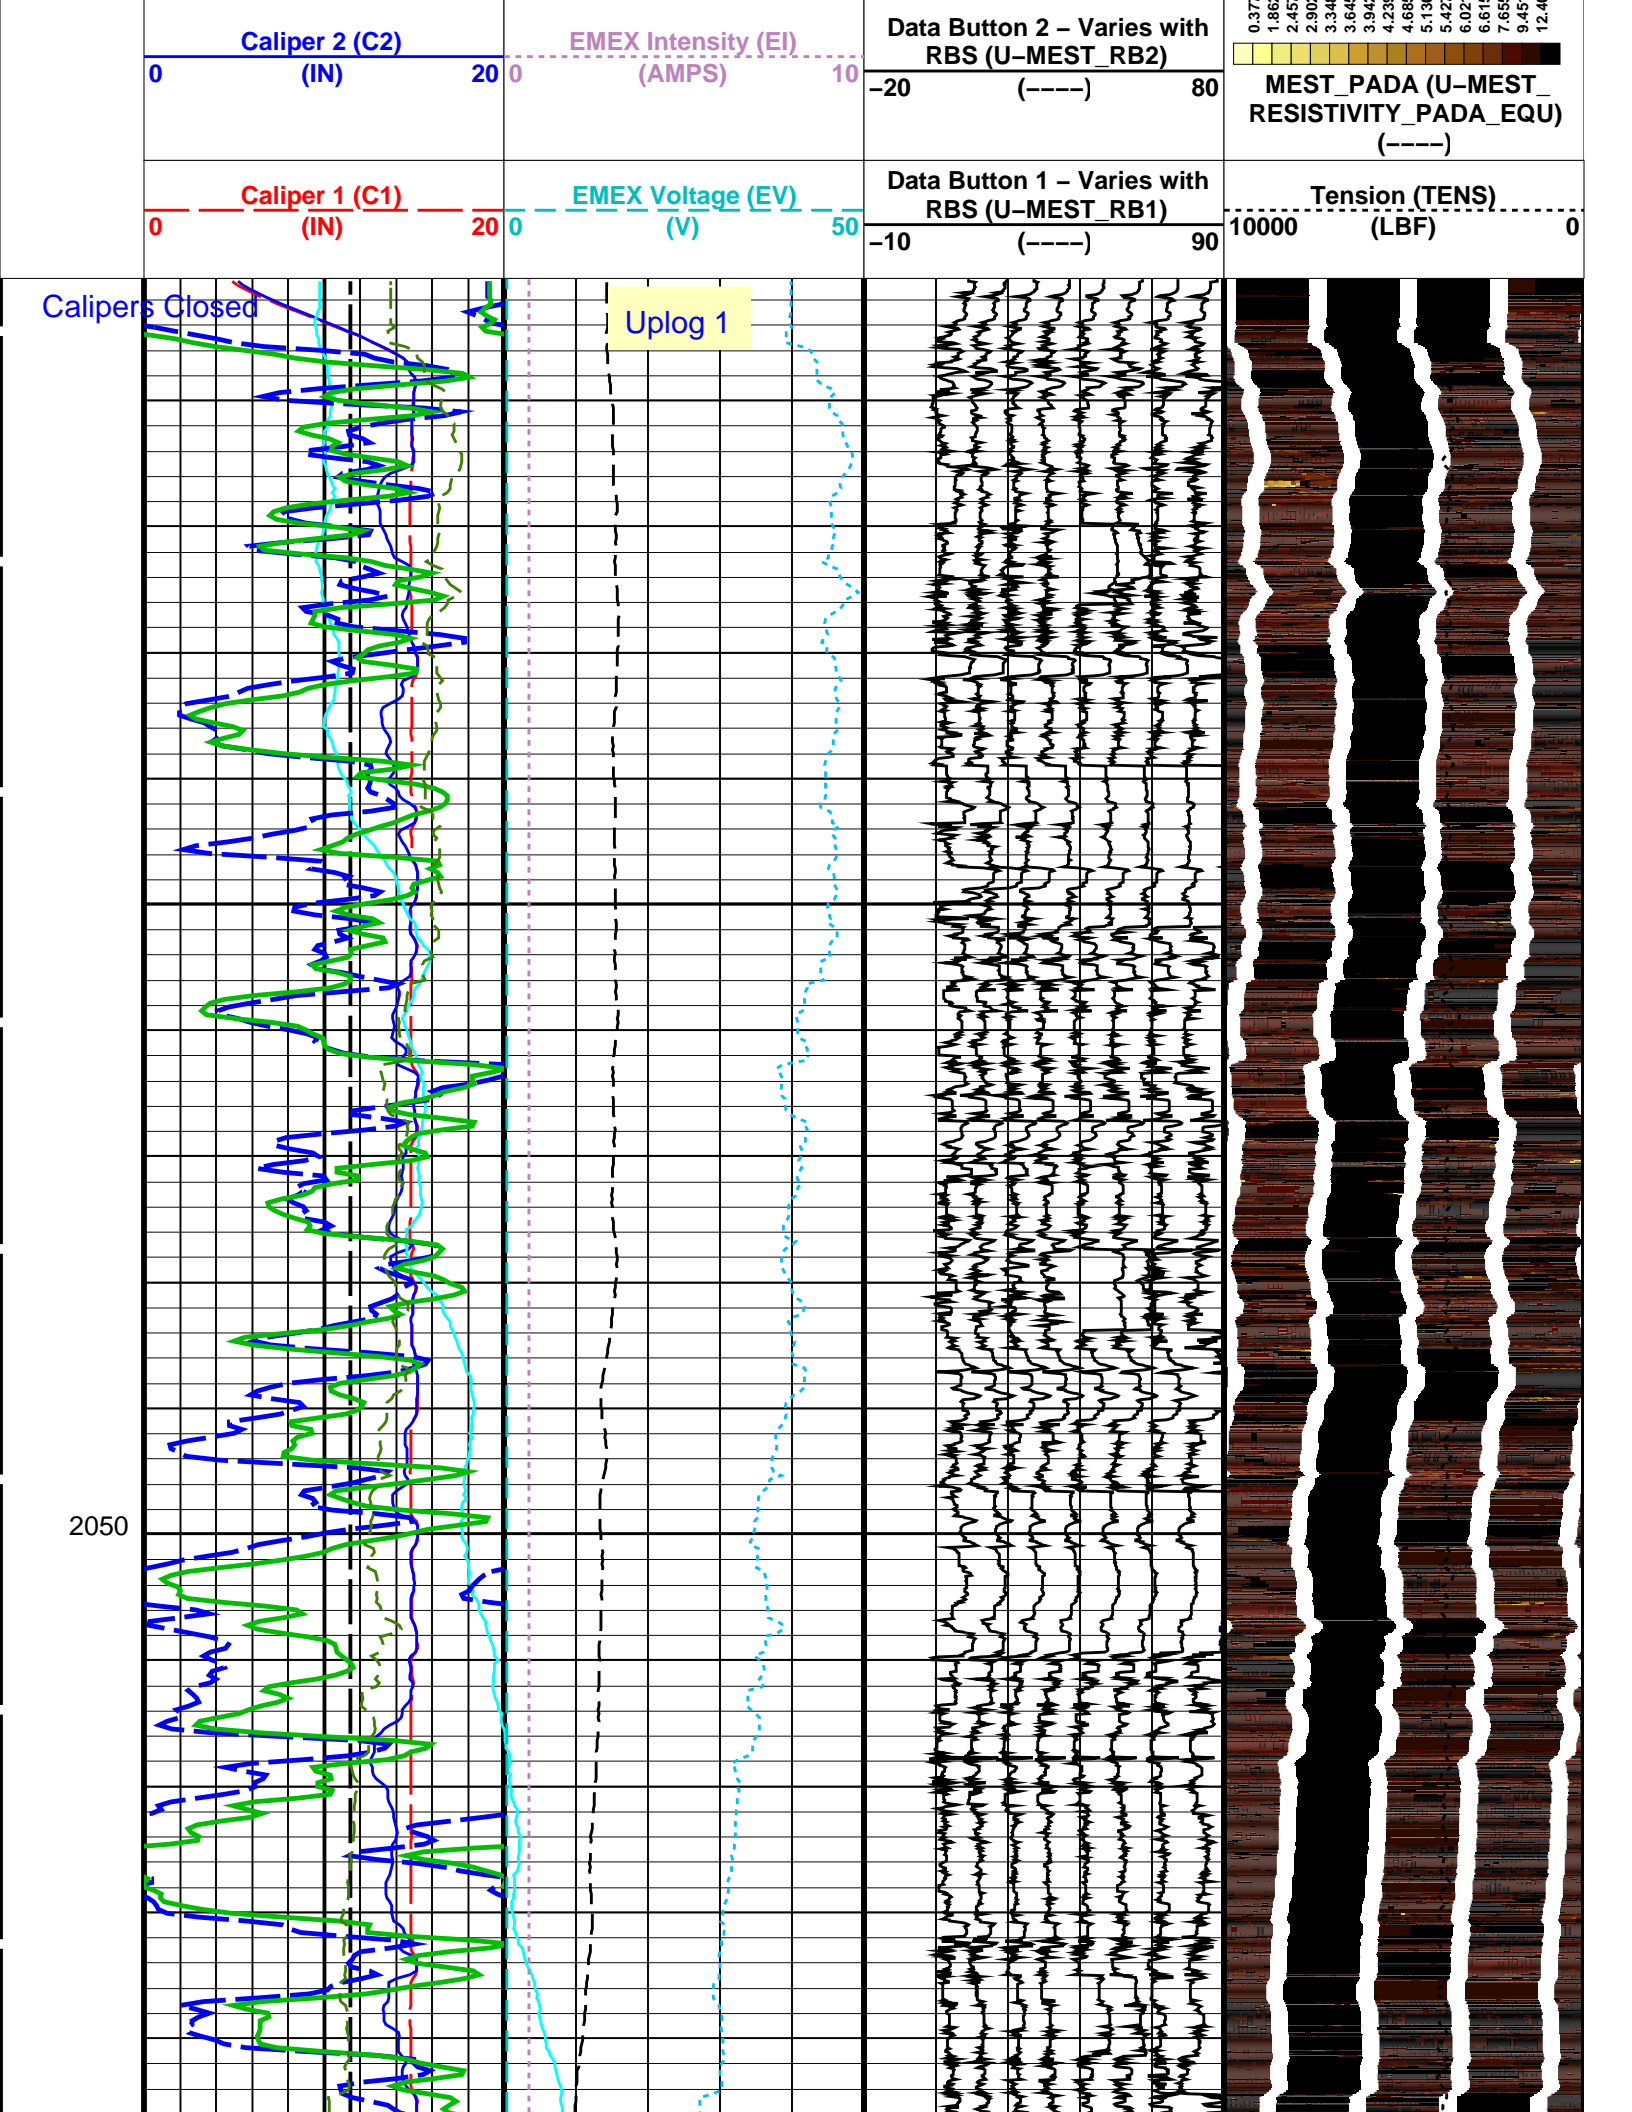 Caliper 2 (C2)
0 (IN) 20
EMEX Intensity (EI)
0 (AMPS) 10
Data Button 2 – Varies with
RBS (U–MEST_RB2)
–20 (----) 80
MEST_PADA (U–MEST_
RESISTIVITY_PADA_EQU)
(----)
Caliper 1 (C1)
0 (IN) 20
EMEX Voltage (EV)
0 (V) 50
Data Button 1 – Varies with
RBS (U–MEST_RB1)
–10 (----) 90
Tension (TENS)
10000 (LBF) 0
Calipers Closed
Uplog 1
2050